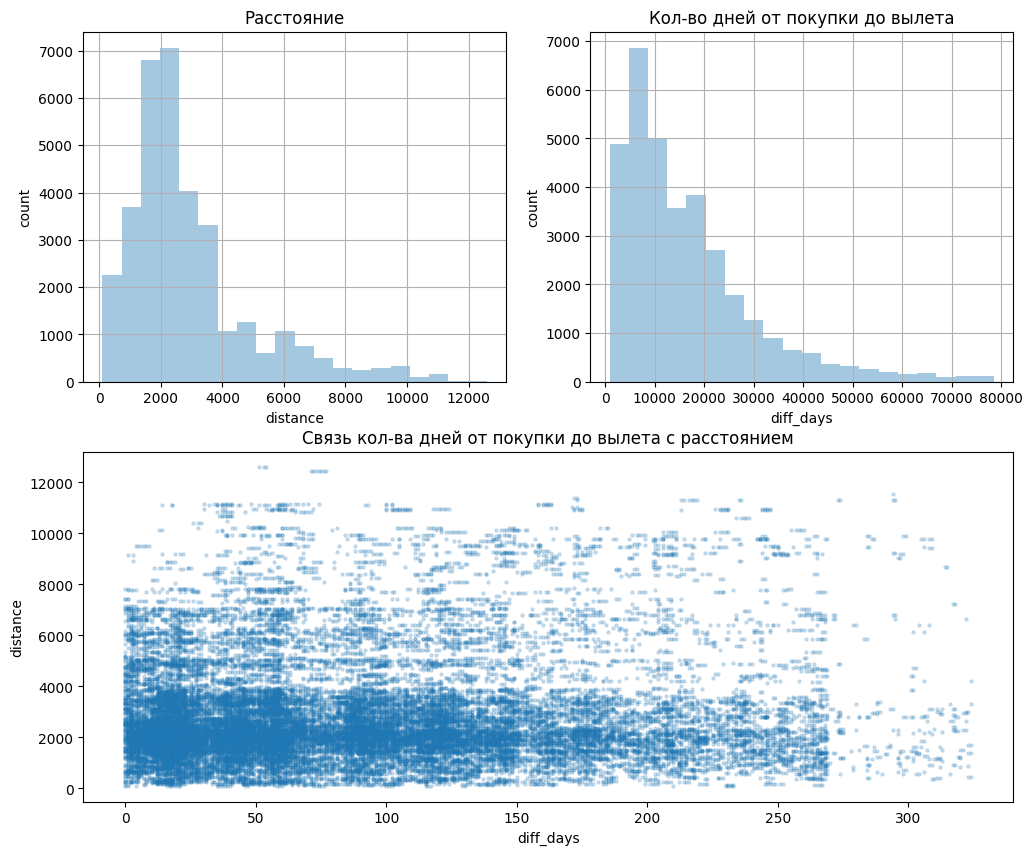 Расстояние
Кол-во дней от покупки до вылета
7000
6000
5000
4000
3000
2000
1000
0
count
0 2000 4000 6000 8000 10000 12000
distance
7000
6000
5000
4000
3000
2000
1000
0
count
0 10000 20000 30000 40000 50000 60000 70000 80000
diff_days
Связь кол-ва дней от покупки до вылета с расстоянием
12000
10000
8000
6000
4000
2000
0
distance
0 50 100 150 200 250 300
diff_days